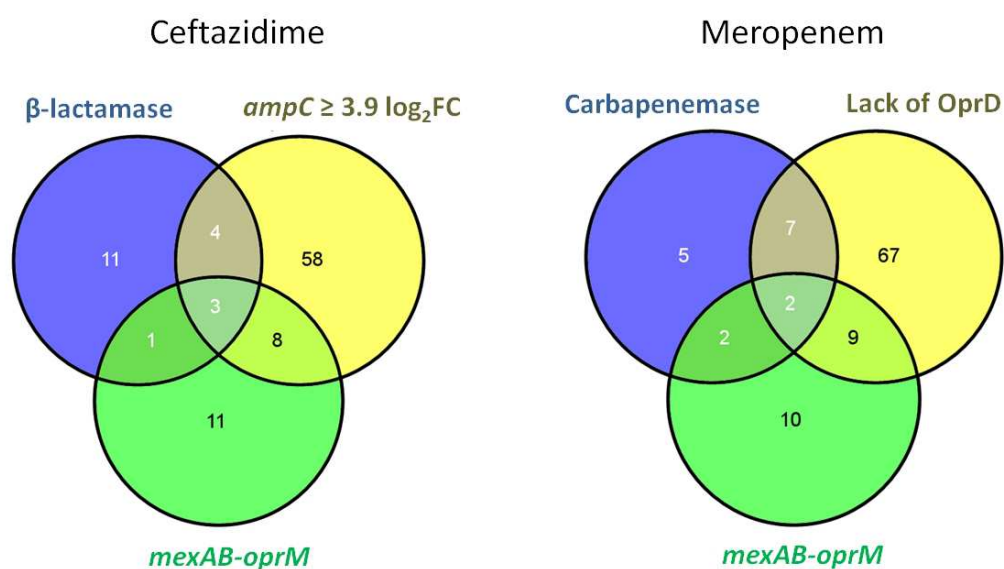 Ceftazidime
Meropenem
β-lactamase
ampC ≥ 3.9 log₂FC
Carbapenemase
Lack of OprD
4
11
58
3
1
8
11
7
5
67
2
2
9
10
mexAB-oprM
mexAB-oprM